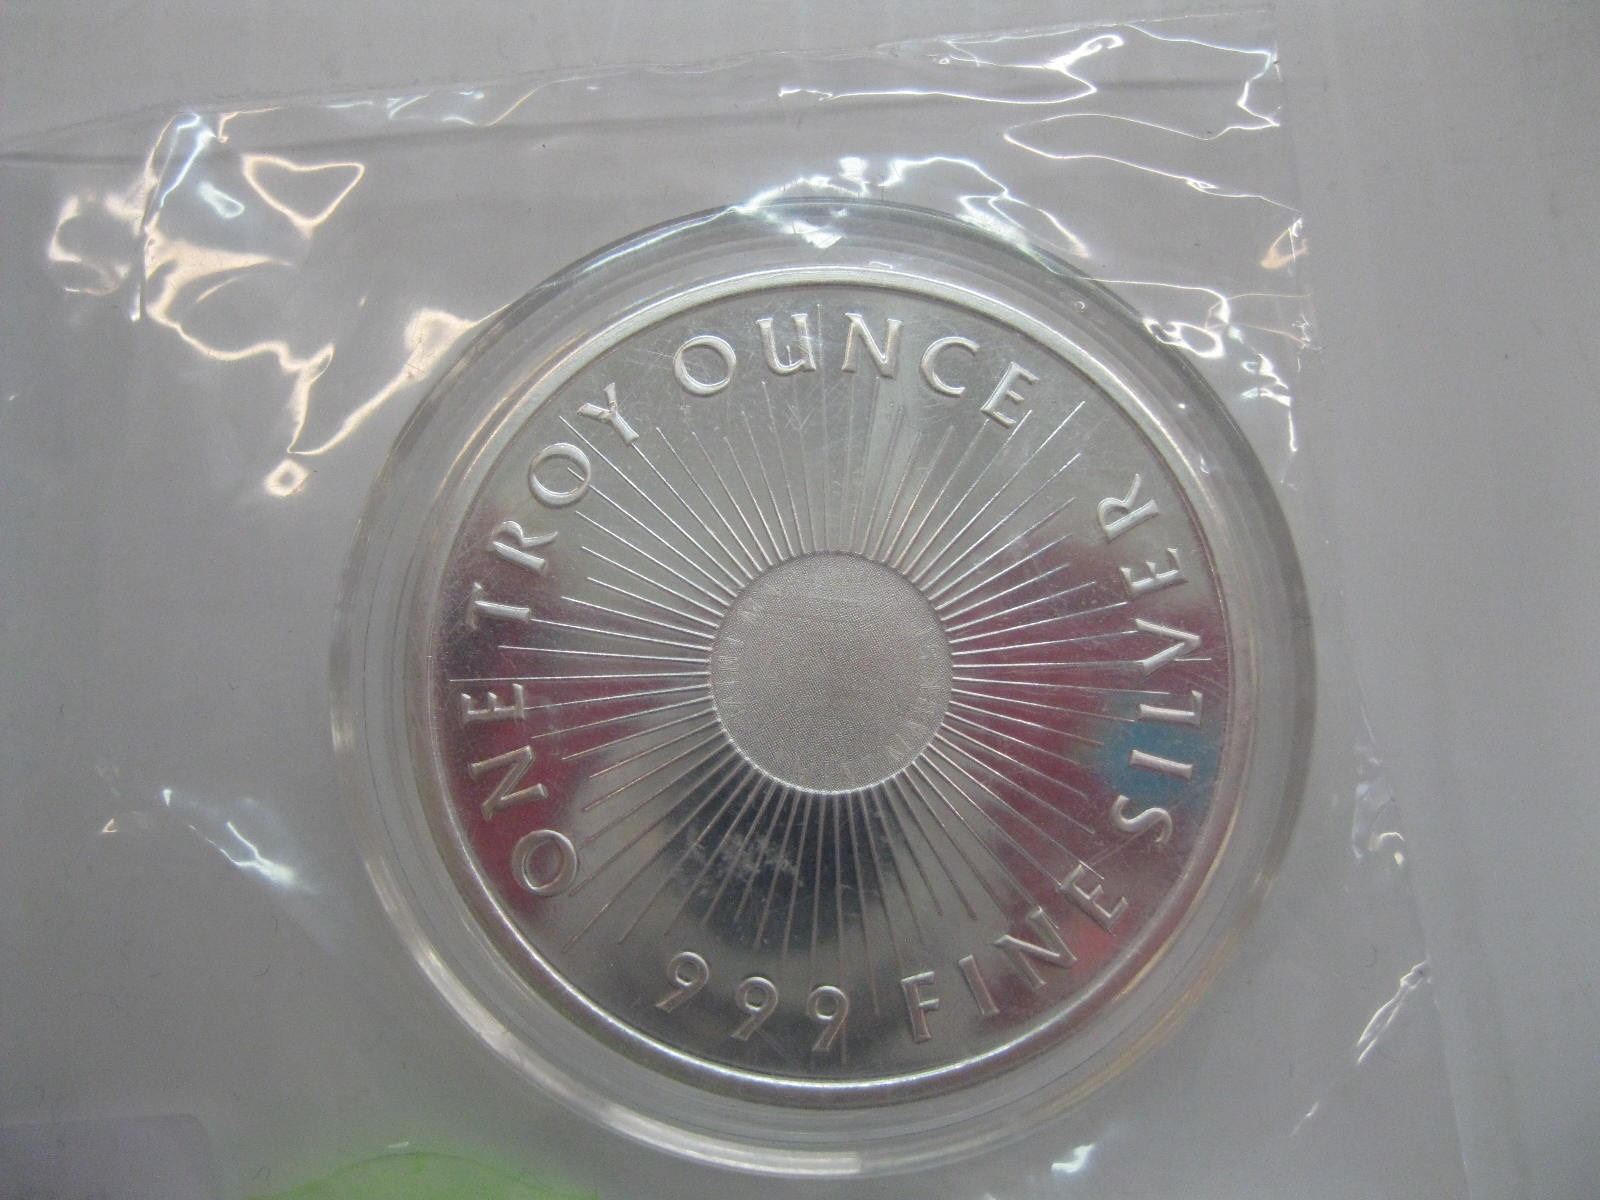 ONE TROY OUNCE
999 FINE SILVER